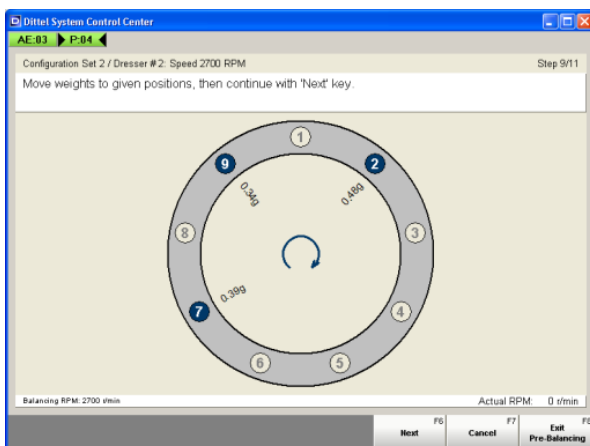 Dittel System Control Center
AE:03 P:04
Configuration Set 2 / Dresser # 2: Speed 2700 RPM Step 9/11
Move weights to given positions, then continue with 'Next' key.
1
9 2
0.34g 0.48g
8 3
0.39g
7 4
6 5
Balancing RPM: 2700 r/min Actual RPM: 0 r/min
F6 F7 F8
Next Cancel Exit
Pre-Balancing